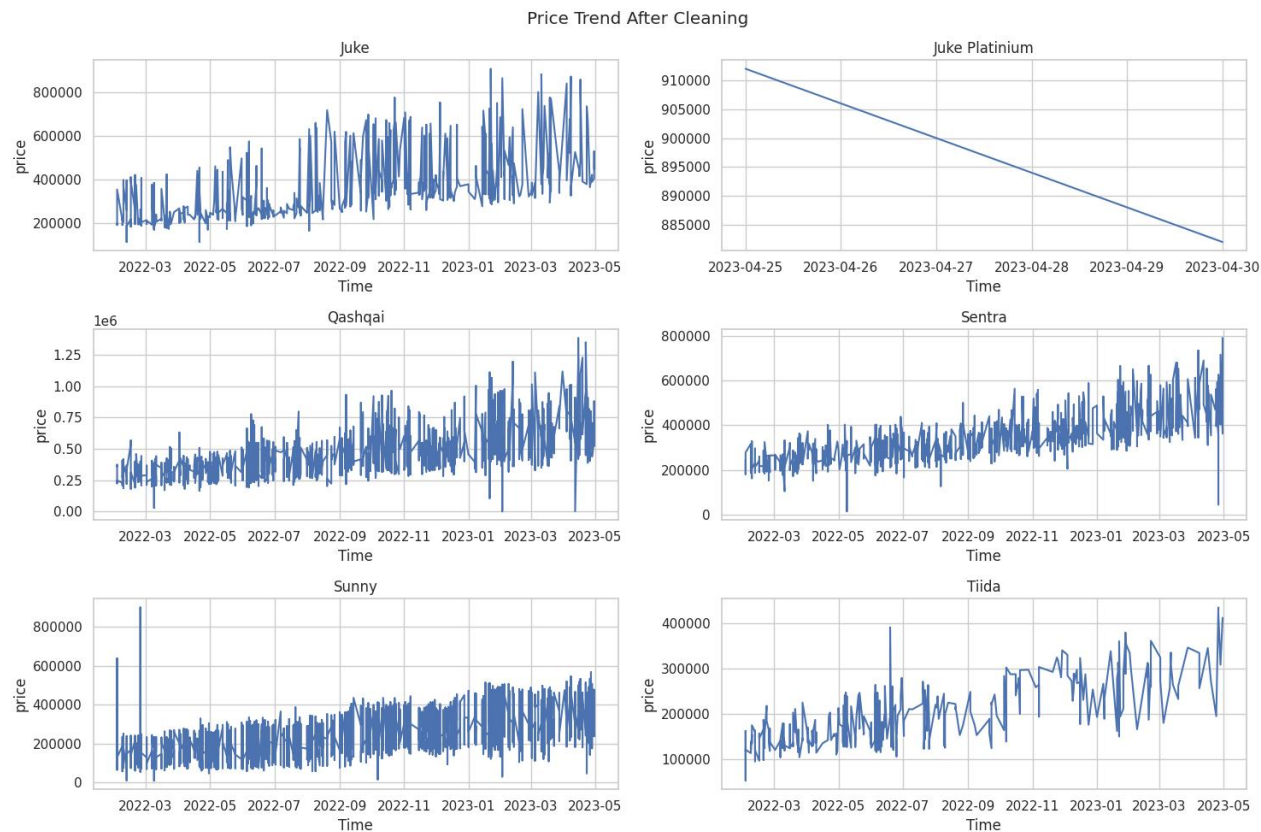 Price Trend After Cleaning
Juke
price
800000
600000
400000
200000
2022-03 2022-05 2022-07 2022-09 2022-11 2023-01 2023-03 2023-05
Time
Juke Platinium
price
910000
905000
900000
895000
890000
885000
2023-04-25 2023-04-26 2023-04-27 2023-04-28 2023-04-29 2023-04-30
Time
Qashqai
1e6
price
1.25
1.00
0.75
0.50
0.25
0.00
2022-03 2022-05 2022-07 2022-09 2022-11 2023-01 2023-03 2023-05
Time
Sentra
price
800000
600000
400000
200000
0
2022-03 2022-05 2022-07 2022-09 2022-11 2023-01 2023-03 2023-05
Time
Sunny
price
800000
600000
400000
200000
0
2022-03 2022-05 2022-07 2022-09 2022-11 2023-01 2023-03 2023-05
Time
Tiida
price
400000
300000
200000
100000
2022-03 2022-05 2022-07 2022-09 2022-11 2023-01 2023-03 2023-05
Time